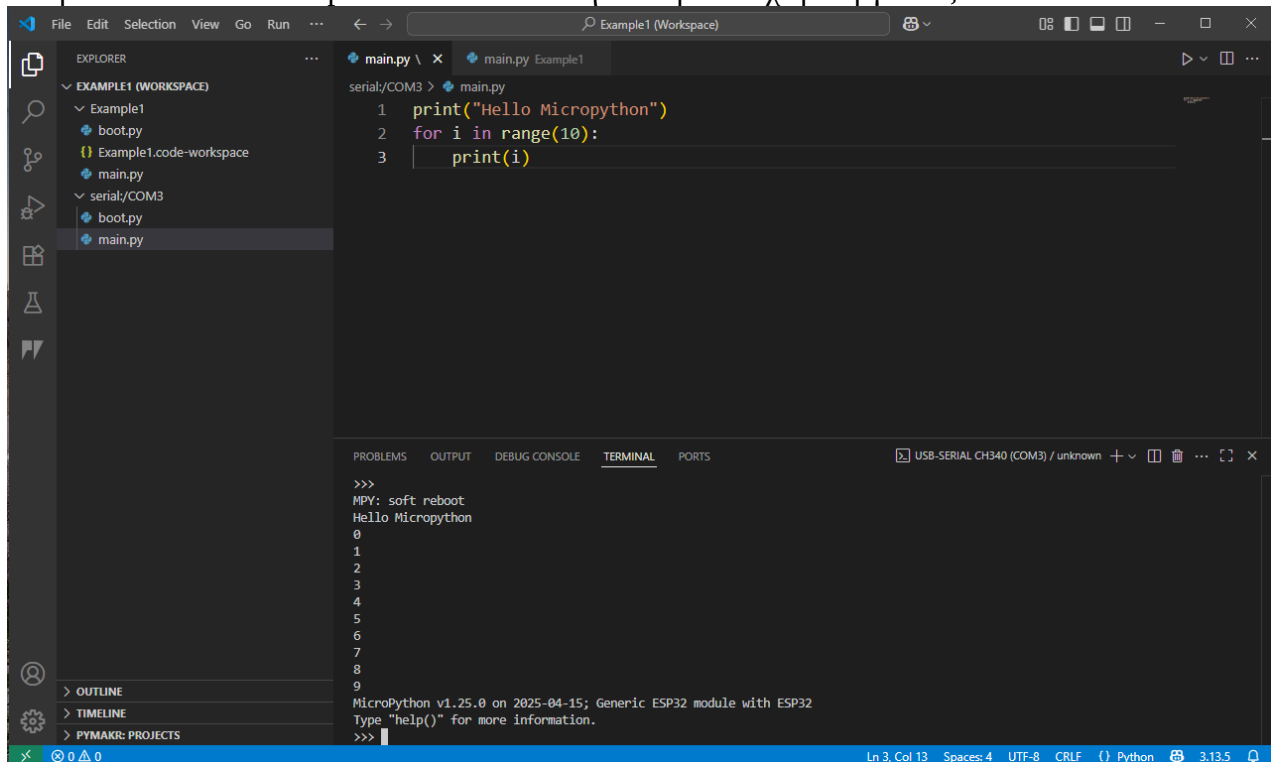 File Edit Selection View Go Run ··· Example1 (Workspace)
EXPLORER ···
EXAMPLE1 (WORKSPACE)
Example1
boot.py
{} Example1.code-workspace
main.py
serial:/COM3
boot.py
main.py
OUTLINE
TIMELINE
PYMAKR: PROJECTS
main.py \ main.py Example1
serial:/COM3 > main.py
1 print("Hello Micropython")
2 for i in range(10):
3 print(i)
PROBLEMS OUTPUT DEBUG CONSOLE TERMINAL PORTS USB-SERIAL CH340 (COM3) / unknown
>>>
MPY: soft reboot
Hello Micropython
0
1
2
3
4
5
6
7
8
9
MicroPython v1.25.0 on 2025-04-15; Generic ESP32 module with ESP32
Type "help()" for more information.
>>>
0 0 Ln 3, Col 13 Spaces: 4 UTF-8 CRLF {} Python 3.13.5